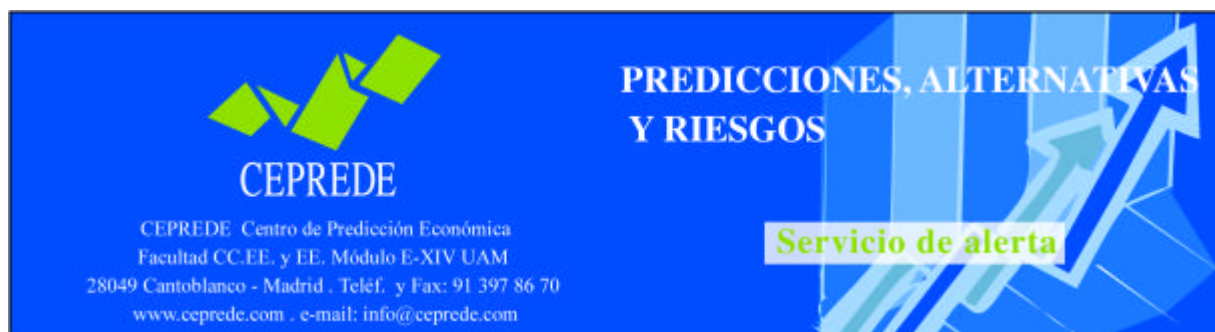 CEPREDE
CEPREDE Centro de Predicción Económica
Facultad CC.EE. y EE. Módulo E-XIV UAM
28049 Cantoblanco - Madrid . Teléf. y Fax: 91 397 86 70
www.ceprede.com . e-mail: info@ceprede.com
PREDICCIONES, ALTERNATIVAS
Y RIESGOS
Servicio de alerta